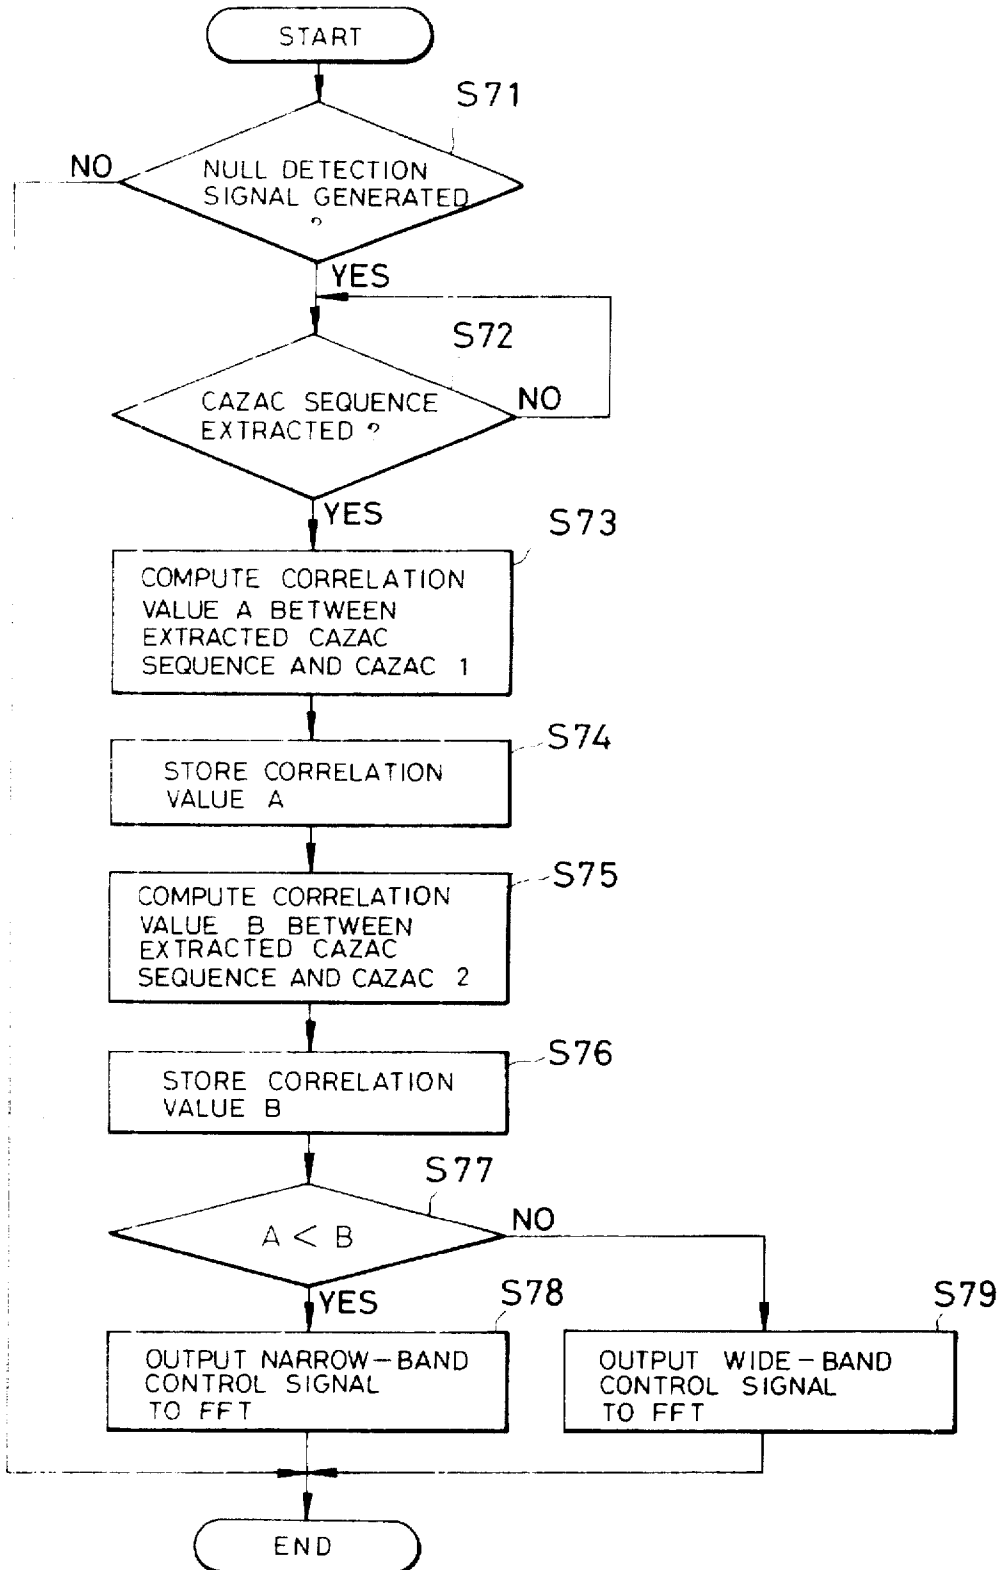 START
S71
NO
NULL DETECTION
SIGNAL GENERATED
?
YES
S72
CAZAC SEQUENCE
EXTRACTED ?
NO
YES
S73
COMPUTE CORRELATION
VALUE A BETWEEN
EXTRACTED CAZAC
SEQUENCE AND CAZAC 1
S74
STORE CORRELATION
VALUE A
S75
COMPUTE CORRELATION
VALUE B BETWEEN
EXTRACTED CAZAC
SEQUENCE AND CAZAC 2
S76
STORE CORRELATION
VALUE B
S77
A < B
NO
YES
S78
OUTPUT NARROW-BAND
CONTROL SIGNAL
TO FFT
S79
OUTPUT WIDE-BAND
CONTROL SIGNAL
TO FFT
END